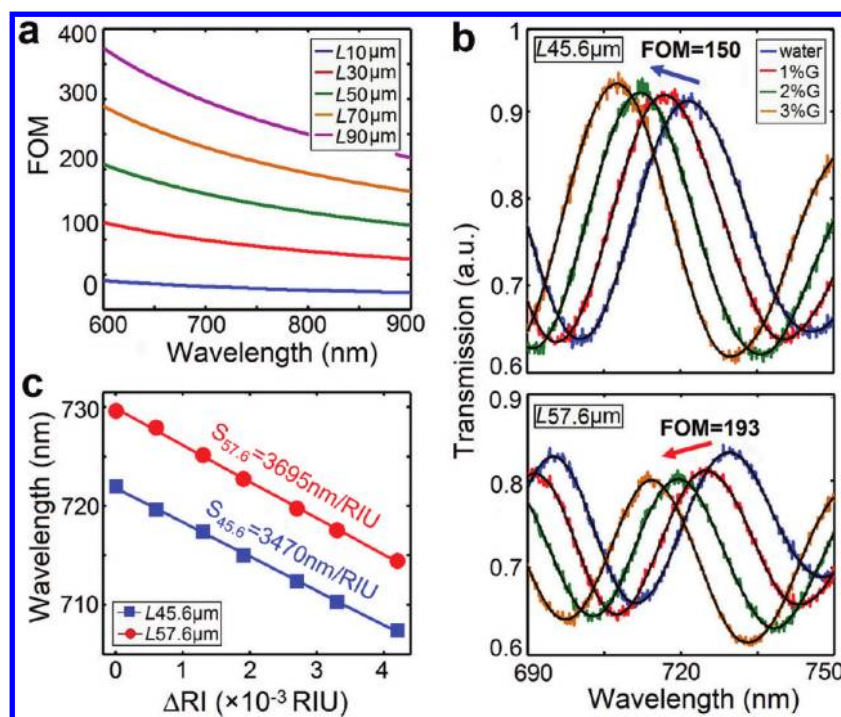 a
400
300
200
100
0
FOM
L10μm
L30μm
L50μm
L70μm
L90μm
600 700 800 900
Wavelength (nm)
b
L45.6μm
FOM=150
water
1%G
2%G
3%G
1
0.9
0.8
0.7
0.6
L57.6μm
FOM=193
0.9
0.8
0.7
0.6
Transmission (a.u.)
690 720 750
Wavelength (nm)
c
730
720
710
Wavelength (nm)
S57.6=3695nm/RIU
S45.6=3470nm/RIU
L45.6μm
L57.6μm
0 1 2 3 4
ΔRI (×10⁻³ RIU)